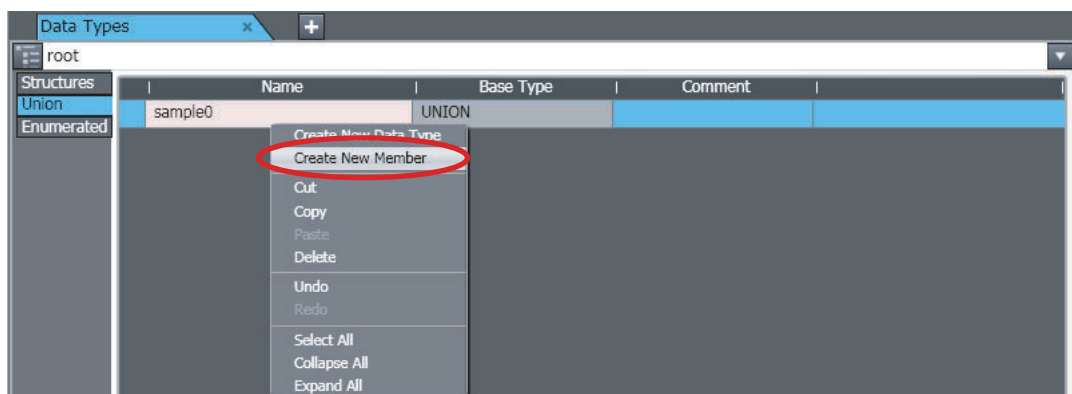 Data Types × +
root
Structures
Union
Enumerated
Name Base Type Comment
sample0 UNION
Create New Data Type
Create New Member
Cut
Copy
Paste
Delete
Undo
Redo
Select All
Collapse All
Expand All